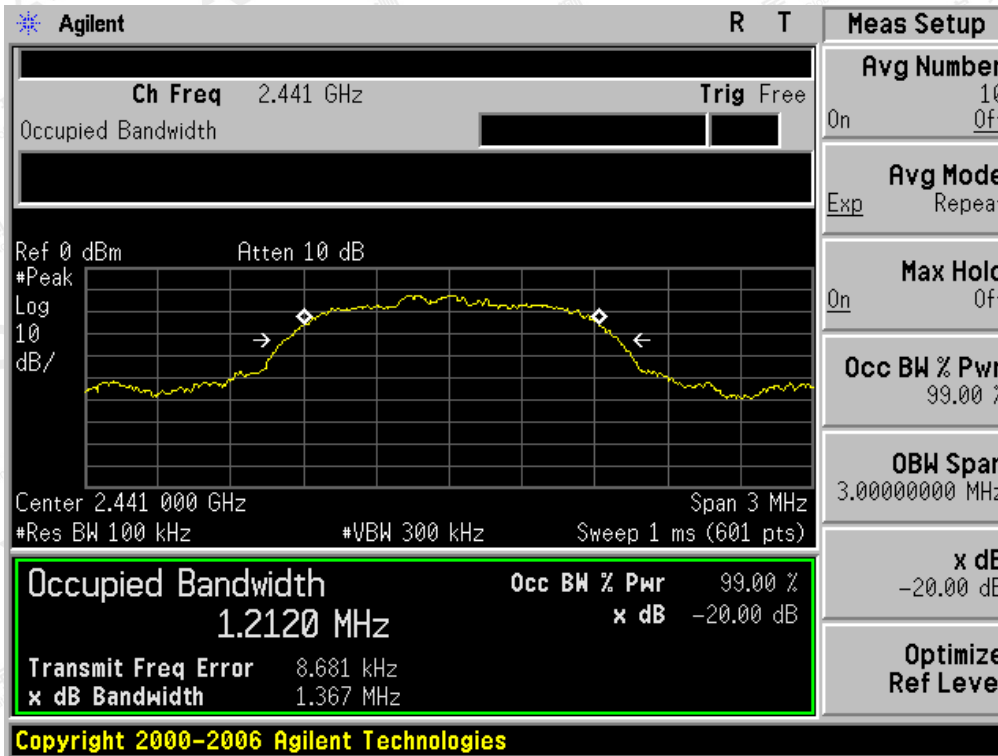 Agilent R T
Ch Freq 2.441 GHz Trig Free
Occupied Bandwidth
Ref 0 dBm Atten 10 dB
#Peak
Log
10
dB/
Center 2.441 000 GHz Span 3 MHz
#Res BW 100 kHz #VBW 300 kHz Sweep 1 ms (601 pts)
Occupied Bandwidth Occ BW % Pwr 99.00 %
1.2120 MHz x dB -20.00 dB
Transmit Freq Error 8.681 kHz
x dB Bandwidth 1.367 MHz
Copyright 2000-2006 Agilent Technologies
Meas Setup
Avg Number
10
On Off
Avg Mode
Exp Repeat
Max Hold
On Off
Occ BW % Pwr
99.00 %
OBW Span
3.00000000 MHz
x dB
-20.00 dB
Optimize
Ref Level